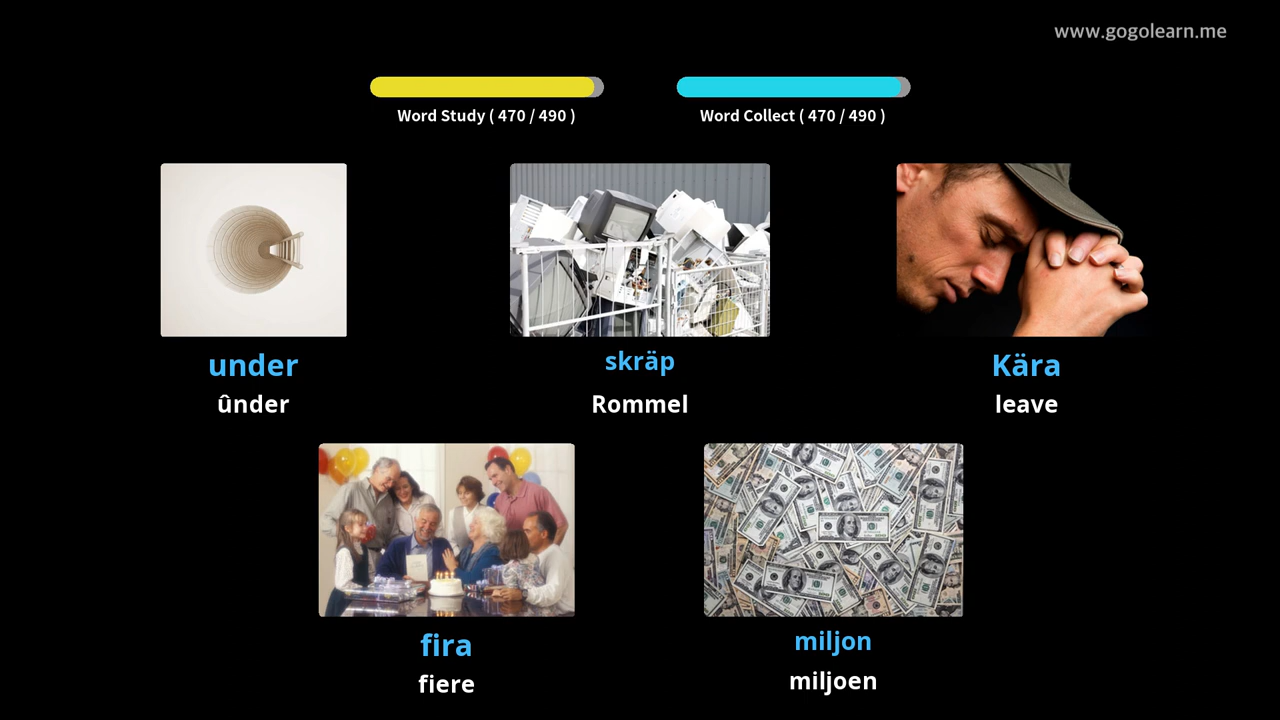 www.gogolearn.me
Word Study ( 470 / 490 )
Word Collect ( 470 / 490 )
under
ûnder
skräp
Rommel
Kära
leave
fira
fiere
miljon
miljoen